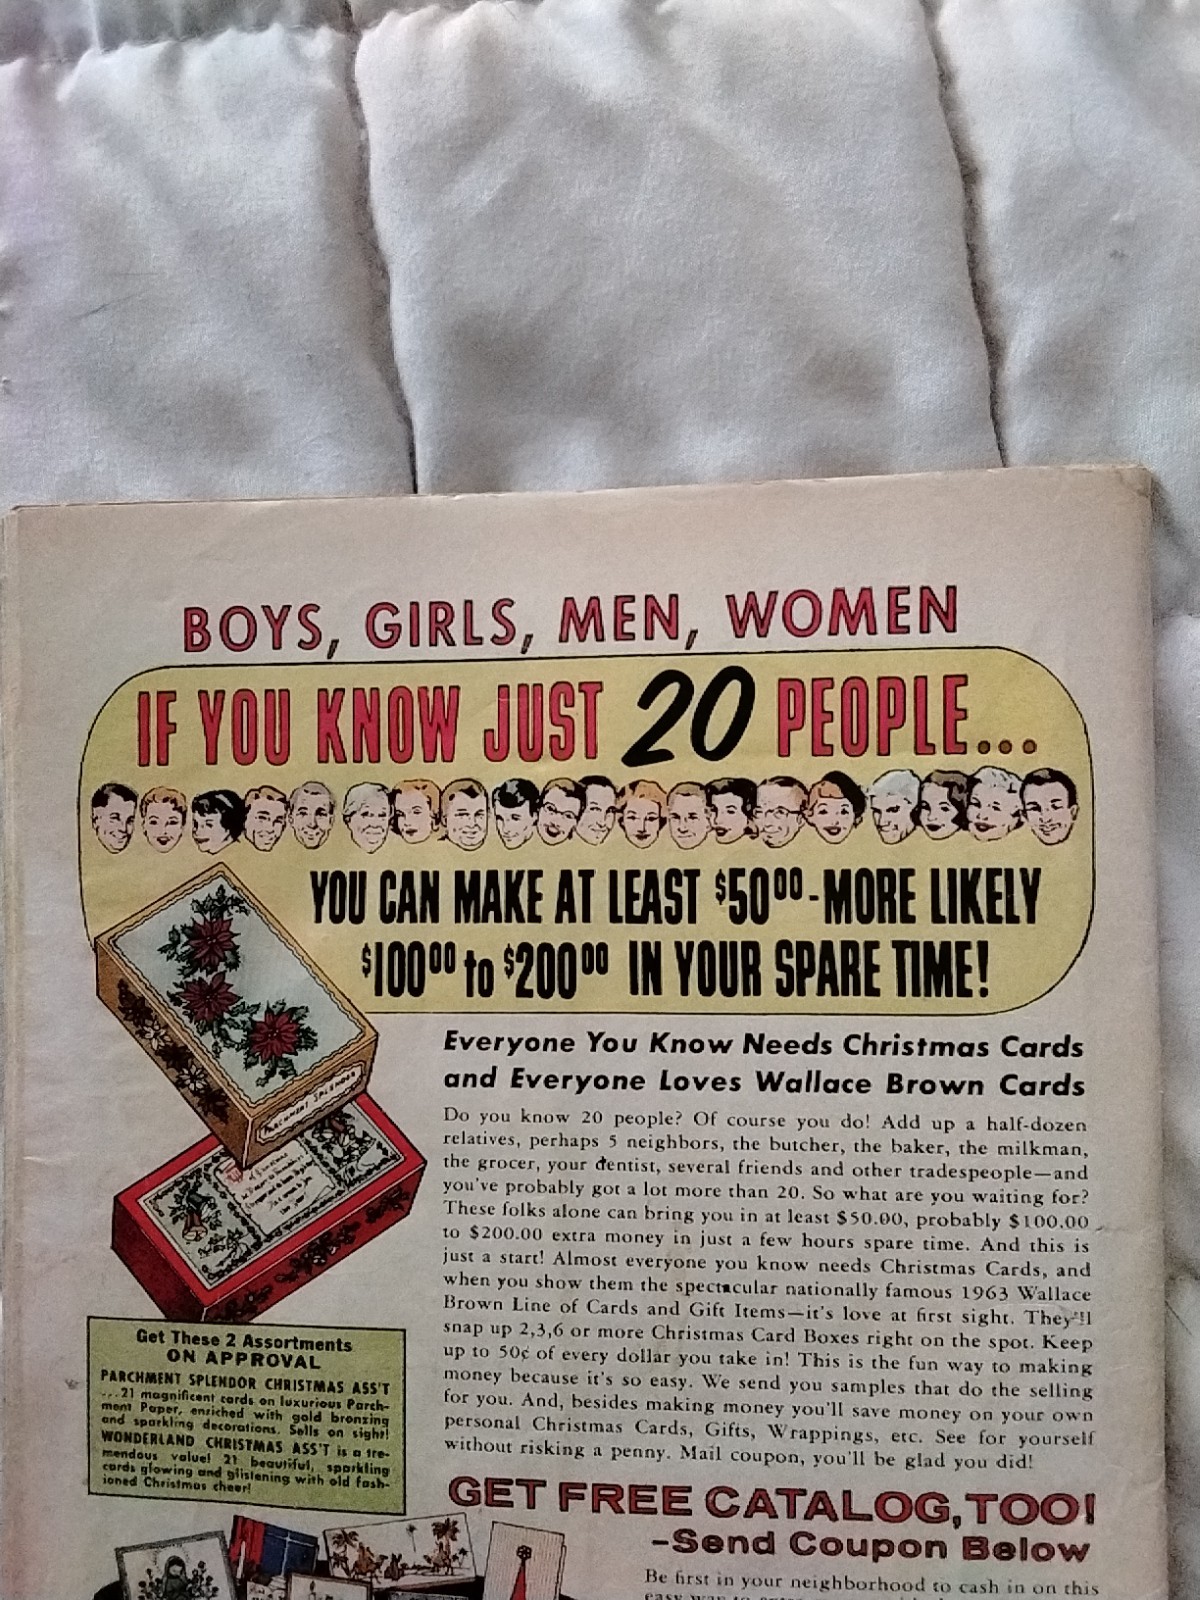 BOYS, GIRLS, MEN, WOMEN
IF YOU KNOW JUST 20 PEOPLE...
YOU CAN MAKE AT LEAST $50.00-MORE LIKELY
$100.00 to $200.00 IN YOUR SPARE TIME!
PARCHMENT SPLENDOR
Everyone You Know Needs Christmas Cards
and Everyone Loves Wallace Brown Cards
Do you know 20 people? Of course you do! Add up a half-dozen
relatives, perhaps 5 neighbors, the butcher, the baker, the milkman,
the grocer, your dentist, several friends and other tradespeople—and
you've probably got a lot more than 20. So what are you waiting for?
These folks alone can bring you in at least $50.00, probably $100.00
to $200.00 extra money in just a few hours spare time. And this is
just a start! Almost everyone you know needs Christmas Cards, and
when you show them the spectacular nationally famous 1963 Wallace
Brown Line of Cards and Gift Items—it's love at first sight. They'll
snap up 2,3,6 or more Christmas Card Boxes right on the spot. Keep
up to 50¢ of every dollar you take in! This is the fun way to making
money because it's so easy. We send you samples that do the selling
for you. And, besides making money you'll save money on your own
personal Christmas Cards, Gifts, Wrappings, etc. See for yourself
without risking a penny. Mail coupon, you'll be glad you did!
Get These 2 Assortments
ON APPROVAL
PARCHMENT SPLENDOR CHRISTMAS ASS'T
...21 magnificent cards on luxurious Parch-
ment Paper, enriched with gold bronzing
and sparkling decorations. Sells on sight!
WONDERLAND CHRISTMAS ASS'T is a tre-
mendous value! 21 beautiful, sparkling
cards glowing and glistening with old fash-
ioned Christmas cheer!
GET FREE CATALOG, TOO!
-Send Coupon Below
Be first in your neighborhood to cash in on this